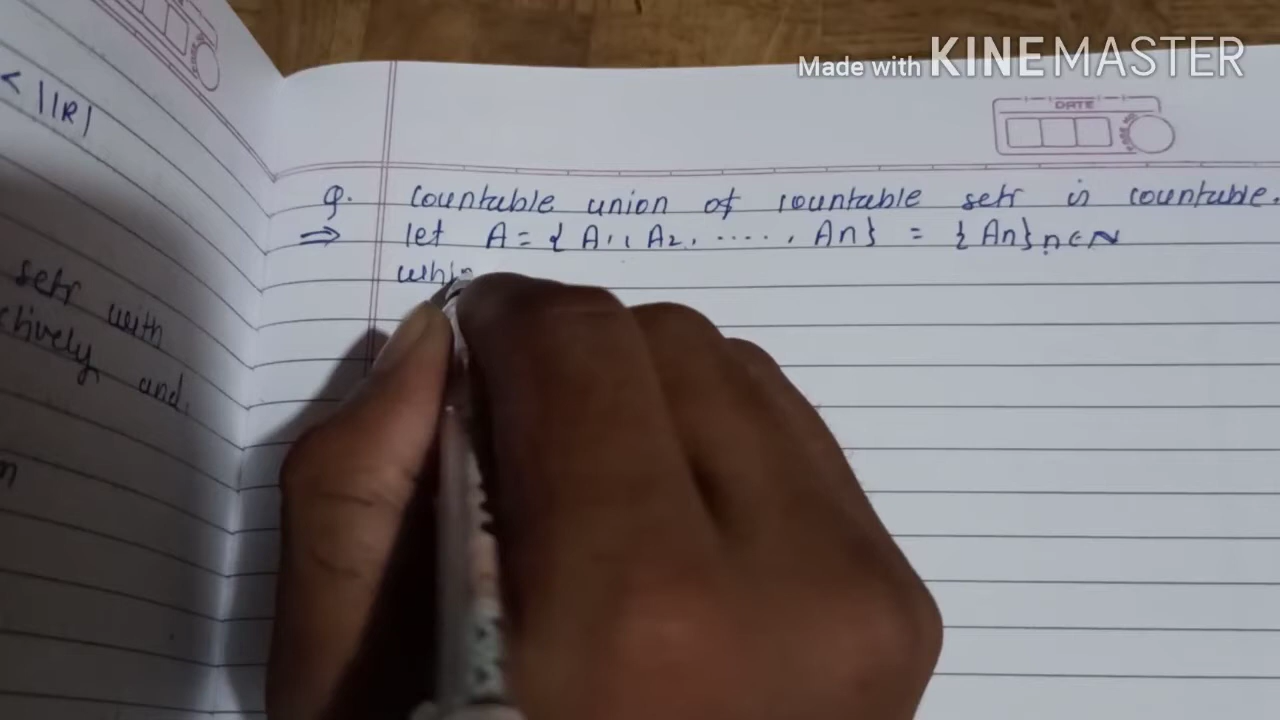 Made with KINEMASTER
DATE
< |IR|
Q. Countable union of countable sets is countable.
⇒ let A = { A1, A2, ....., An} = {An}n∈N
whi
sets with
ctively and.
n